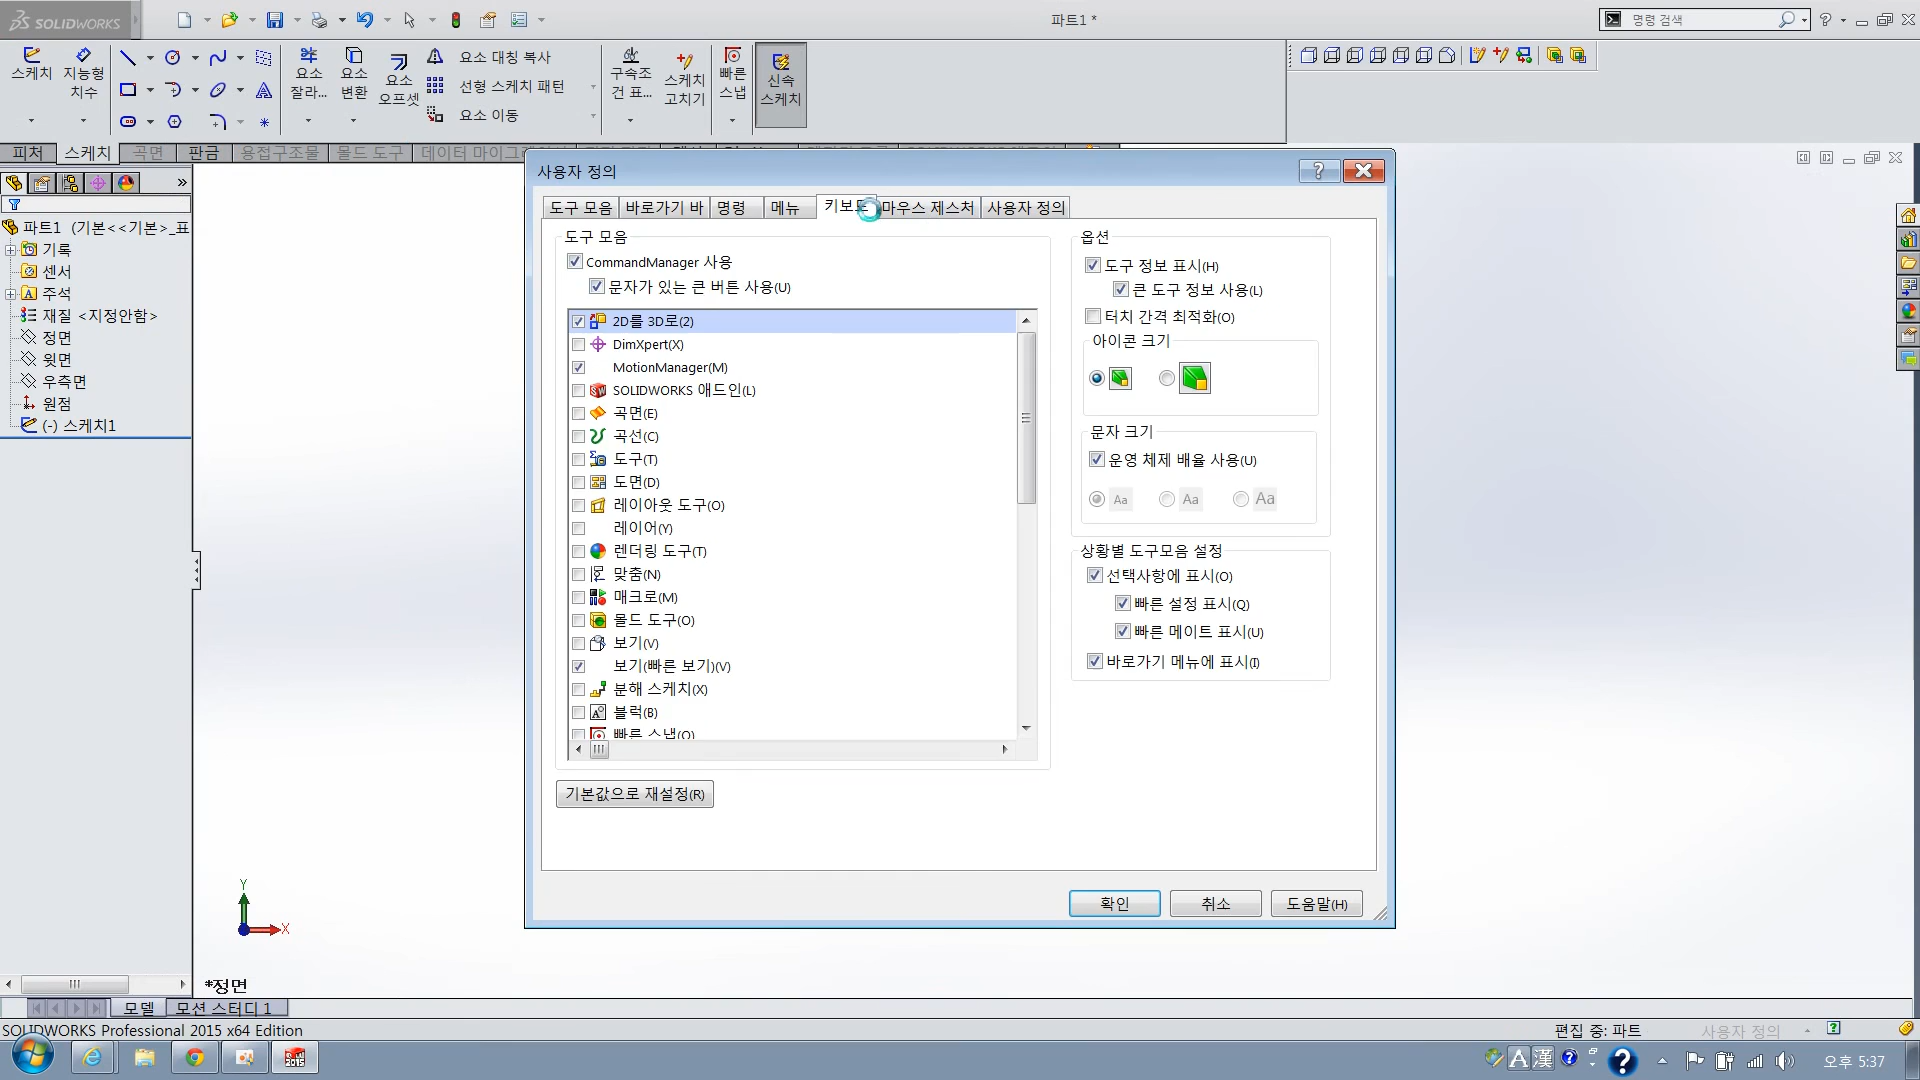 SOLIDWORKS
파트1 *
명령 검색
스케치
지능형
치수
요소
잘라...
요소
변환
요소
오프셋
요소 대칭 복사
선형 스케치 패턴
요소 이동
구속조
건 표...
스케치
고치기
빠른
스냅
신속
스케치
피처
스케치
곡면
판금
용접구조물
몰드 도구
데이터 마이그레
파트1 (기본<<기본>_표
기록
센서
주석
재질 <지정안함>
정면
윗면
우측면
원점
(-) 스케치1
사용자 정의
도구 모음
바로가기 바
명령
메뉴
키보드
마우스 제스처
사용자 정의
도구 모음
CommandManager 사용
문자가 있는 큰 버튼 사용(U)
2D를 3D로(2)
DimXpert(X)
MotionManager(M)
SOLIDWORKS 애드인(L)
곡면(E)
곡선(C)
도구(T)
도면(D)
레이아웃 도구(O)
레이어(Y)
렌더링 도구(T)
맞춤(N)
매크로(M)
몰드 도구(O)
보기(V)
보기(빠른 보기)(V)
분해 스케치(X)
블럭(B)
빠른 스냅(Q)
기본값으로 재설정(R)
옵션
도구 정보 표시(H)
큰 도구 정보 사용(L)
터치 간격 최적화(O)
아이콘 크기
문자 크기
운영 체제 배율 사용(U)
Aa
Aa
Aa
상황별 도구모음 설정
선택사항에 표시(O)
빠른 설정 표시(Q)
빠른 메이트 표시(U)
바로가기 메뉴에 표시(I)
확인
취소
도움말(H)
Y
X
*정면
모델
모션 스터디 1
SOLIDWORKS Professional 2015 x64 Edition
편집 중: 파트
사용자 정의
A 漢
오후 5:37